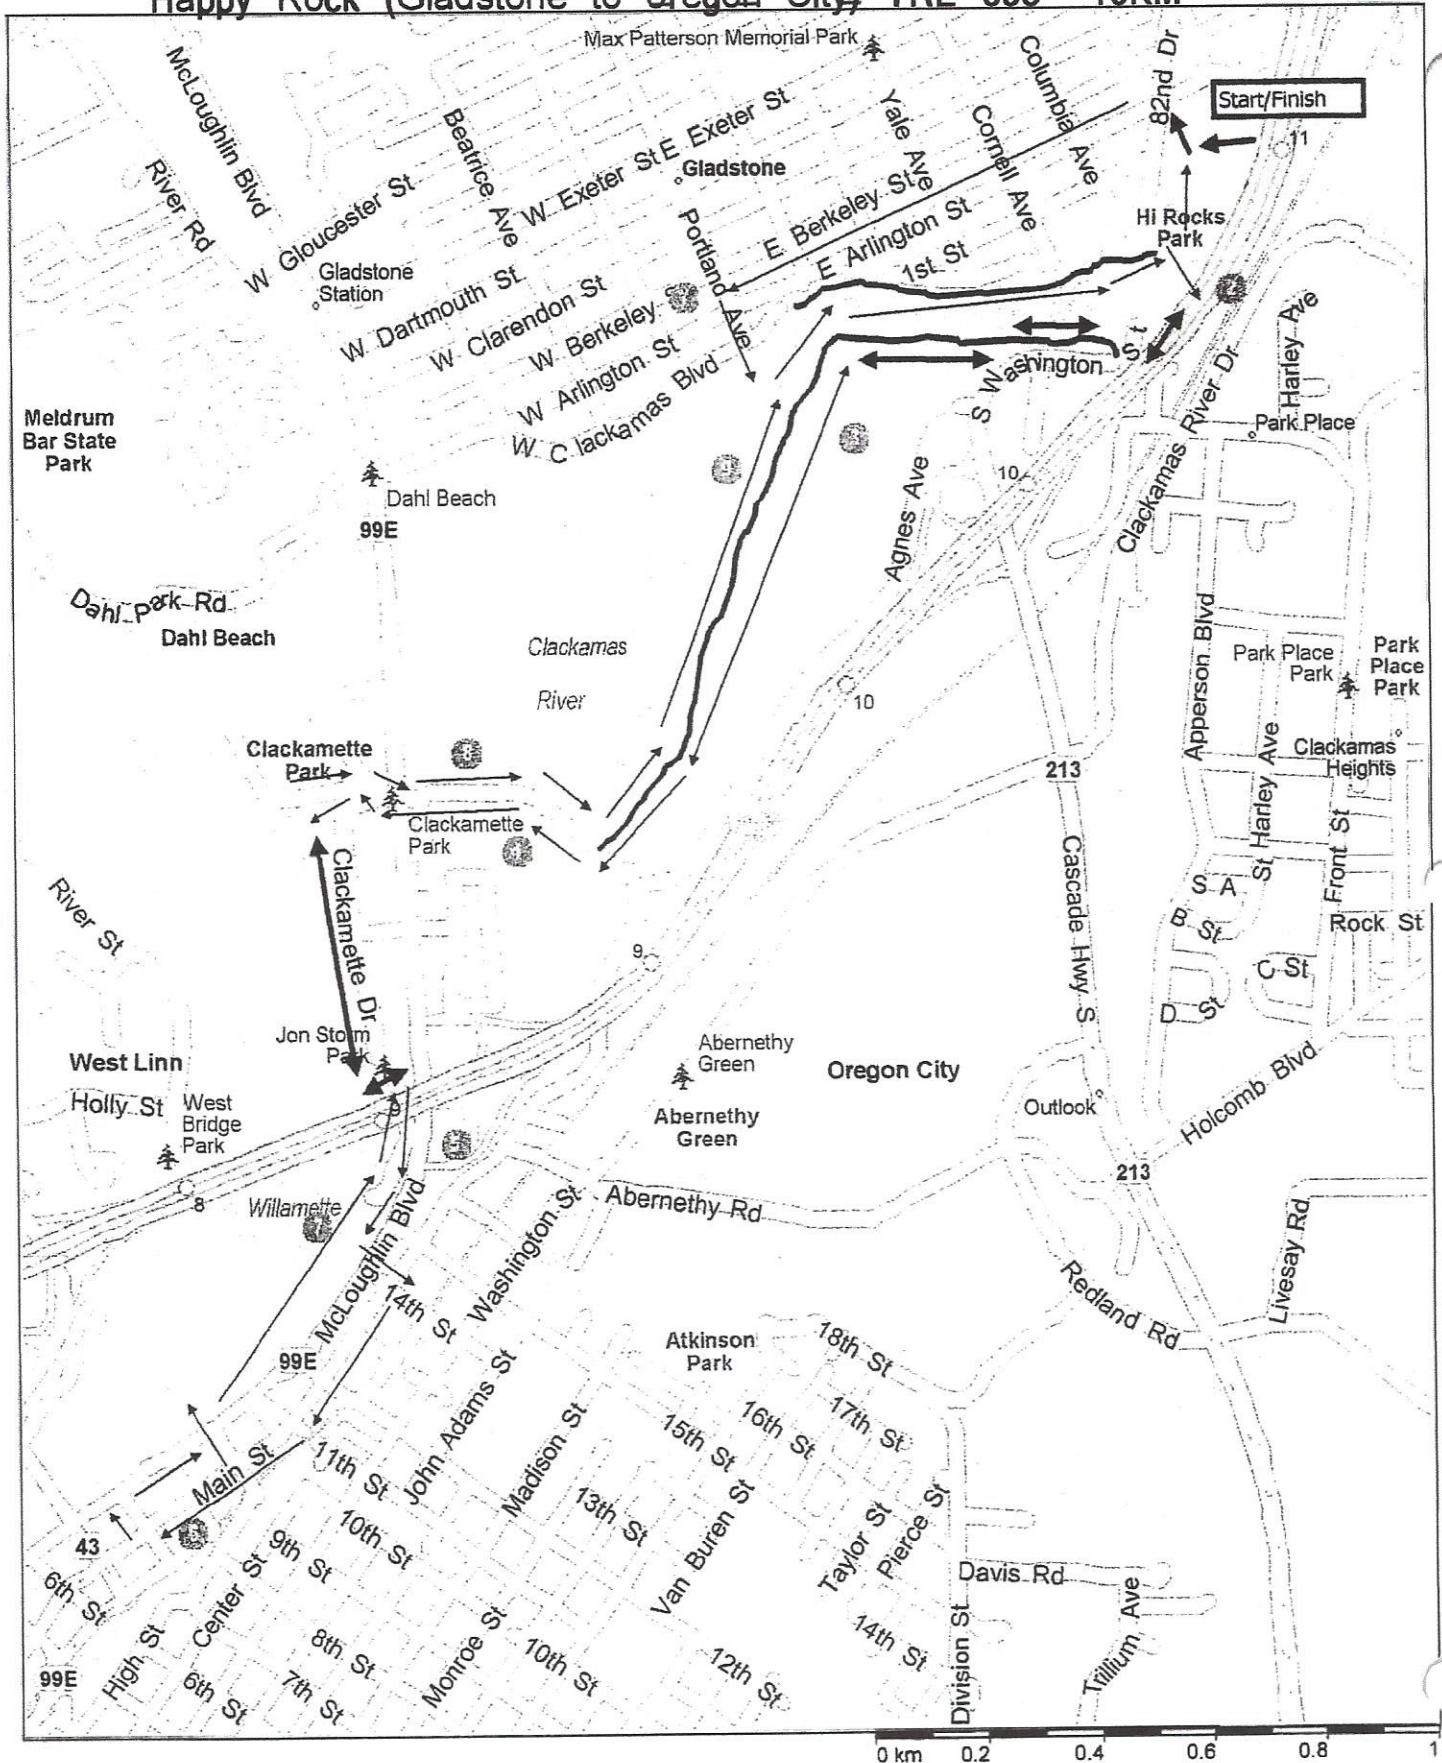 Happy Rock (Gladstone to Oregon City)
10KM
Max Patterson Memorial Park
McLoughlin Blvd
River Rd
Beatrice Ave
W Gloucester St
W Exeter St
E Exeter St
Gladstone
Yale Ave
Cornell Ave
Columbia Ave
82nd Dr
Start/Finish
11
Gladstone
Station
Portland Ave
E Berkeley St
E Arlington St
1st St
Hi Rocks
Park
W Dartmouth St
W Clarendon St
W Berkeley
W Arlington St
W Clackamas Blvd
S Washington St
Harley Ave
Clackamas River Dr
Park Place
Meldrum
Bar State
Park
Dahl Beach
99E
Agnes Ave
10
Dahl Park Rd
Dahl Beach
Clackamas
River
10
Apperson Blvd
Park Place
Park
Park
Place
Park
Clackamette
Park
Clackamette
Park
213
St Harley Ave
Clackamas
Heights
Clackamette Dr
River St
Cascade Hwy S
Front St
S A
B St
C St
D St
Rock St
9
Jon Storm
Park
West Linn
Holly St
West
Bridge
Park
9
8
Abernethy
Green
Abernethy
Green
Oregon City
Outlook
Holcomb Blvd
213
Willamette
McLoughlin Blvd
Washington St
Abernethy Rd
Redland Rd
Livesay Rd
14th St
99E
Atkinson
Park
18th St
17th St
16th St
15th St
Main St
11th St
John Adams St
Madison St
13th St
Van Buren St
Taylor St
Pierce St
43
6th St
9th St
10th St
Center St
High St
8th St
7th St
6th St
Monroe St
10th St
12th St
14th St
Division St
Davis Rd
Tillium Ave
99E
0 km 0.2 0.4 0.6 0.8 1